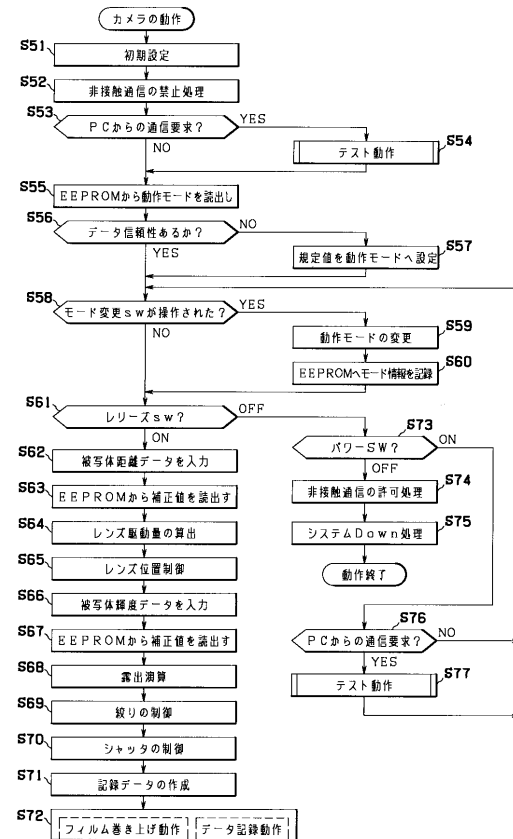 カメラの動作
S51
初期設定
S52
非接触通信の禁止処理
S53
PCからの通信要求?
YES
NO
S54
テスト動作
S55
EEPROMから動作モードを読出し
S56
データ信頼性あるか?
NO
YES
S57
規定値を動作モードへ設定
S58
モード変更swが操作された?
YES
NO
S59
動作モードの変更
S60
EEPROMへモード情報を記録
S61
レリーズsw?
OFF
ON
S62
被写体距離データを入力
S63
EEPROMから補正値を読出す
S64
レンズ駆動量の算出
S65
レンズ位置制御
S66
被写体輝度データを入力
S67
EEPROMから補正値を読出す
S68
露出演算
S69
絞りの制御
S70
シャッタの制御
S71
記録データの作成
S72
フィルム巻き上げ動作
データ記録動作
S73
パワーSW?
ON
OFF
S74
非接触通信の許可処理
S75
システムDown処理
動作終了
S76
PCからの通信要求?
NO
YES
S77
テスト動作